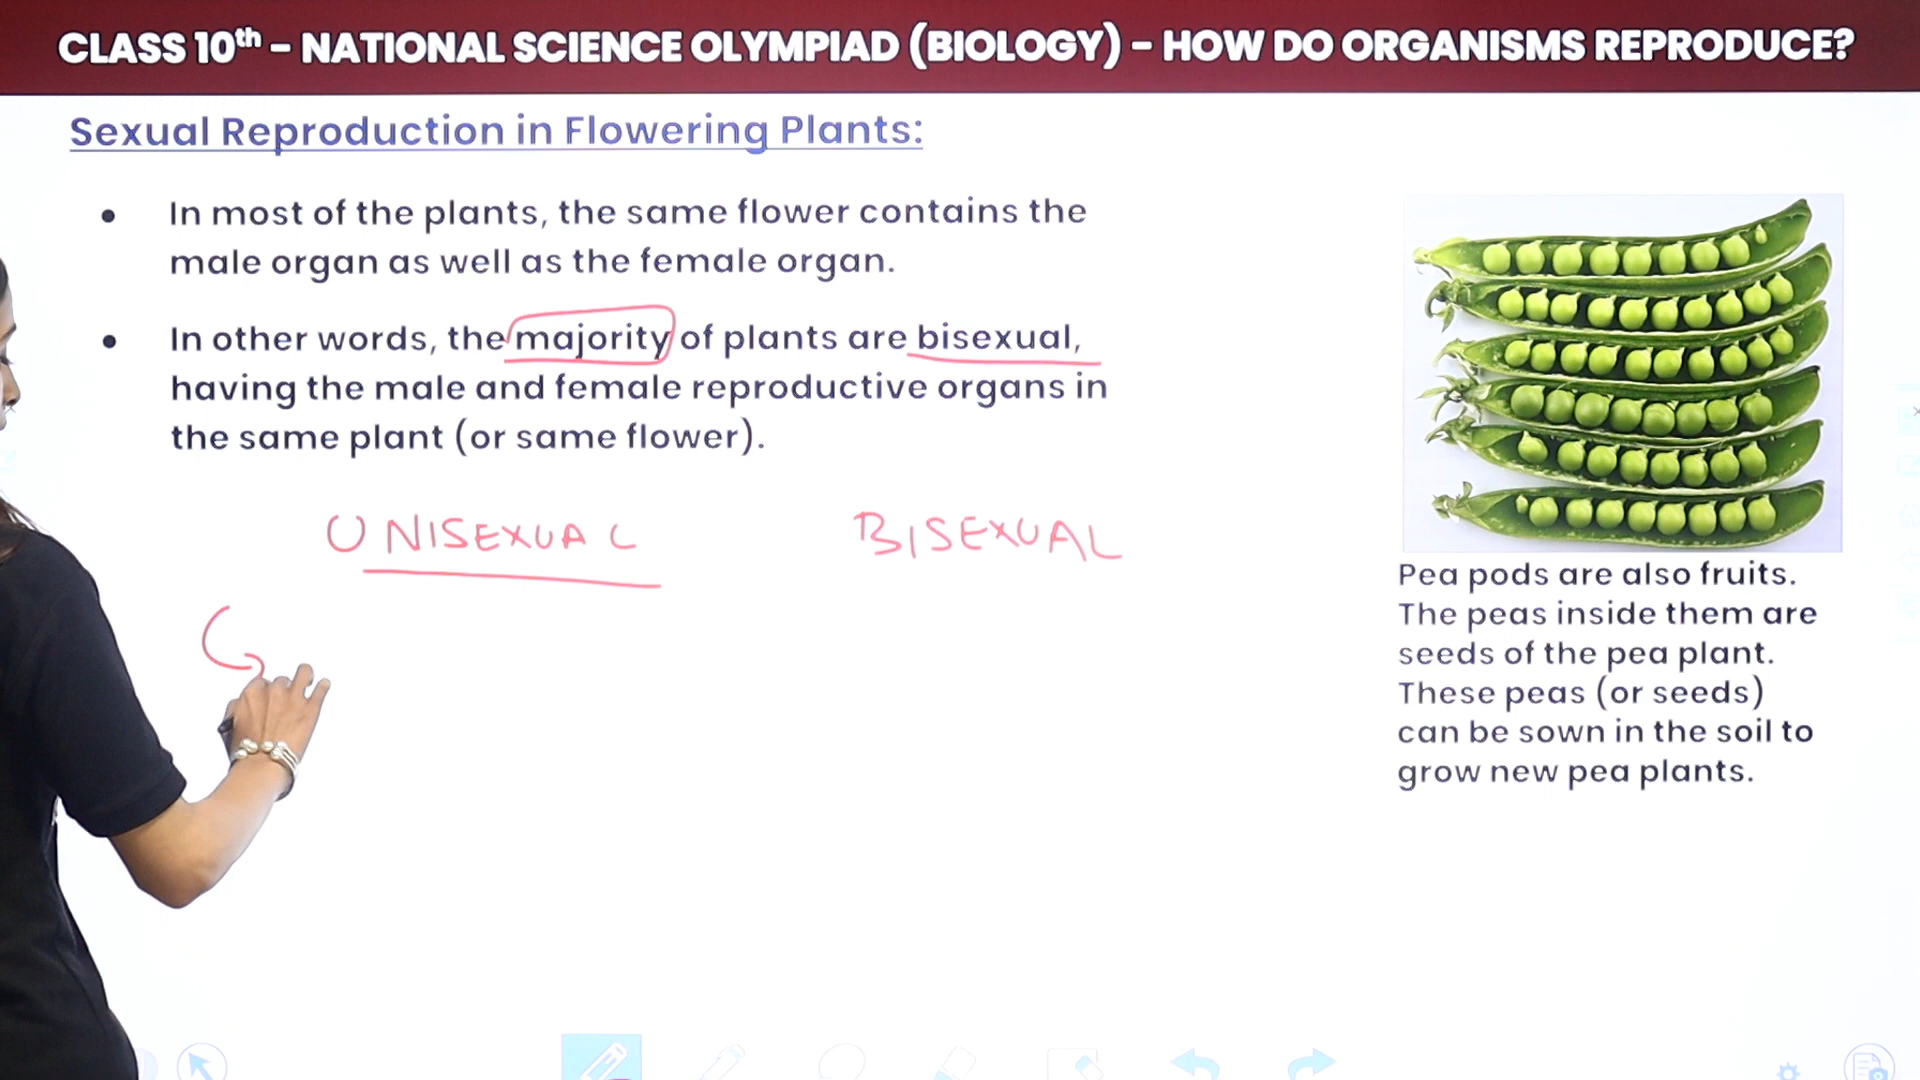 CLASS 10th – NATIONAL SCIENCE OLYMPIAD (BIOLOGY) – HOW DO ORGANISMS REPRODUCE?
Sexual Reproduction in Flowering Plants:
• In most of the plants, the same flower contains the
male organ as well as the female organ.
• In other words, the majority of plants are bisexual,
having the male and female reproductive organs in
the same plant (or same flower).
UNISEXUAL
BISEXUAL
Pea pods are also fruits.
The peas inside them are
seeds of the pea plant.
These peas (or seeds)
can be sown in the soil to
grow new pea plants.